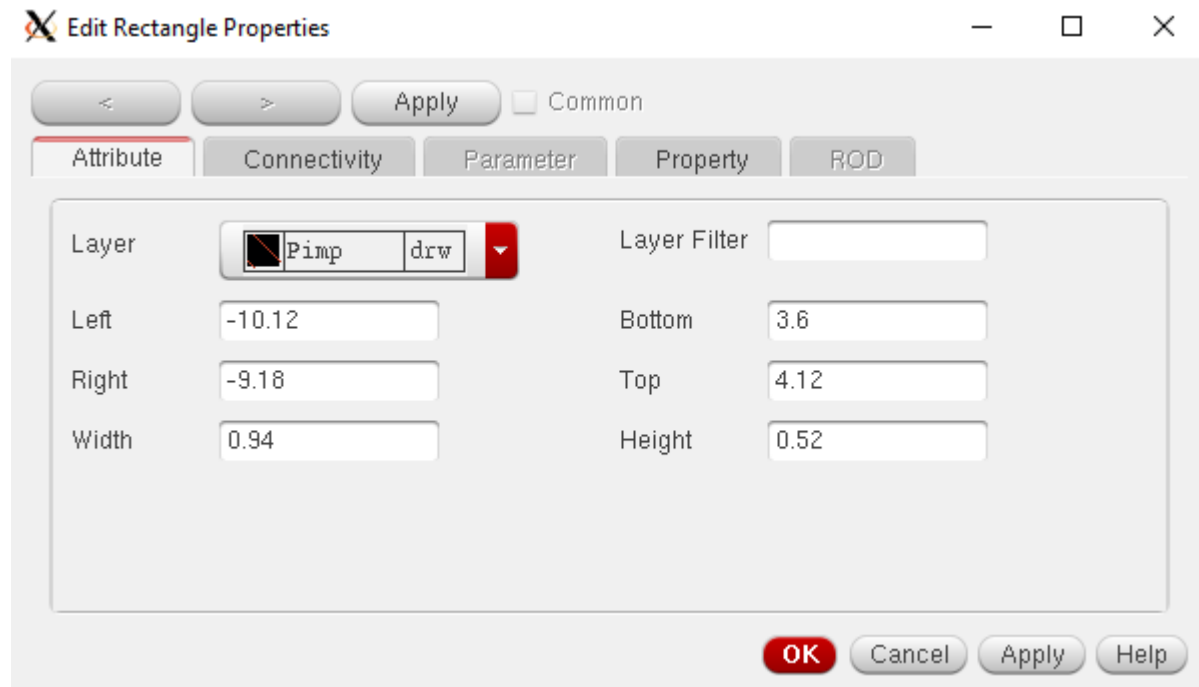 Edit Rectangle Properties
< > Apply Common
Attribute Connectivity Parameter Property ROD
Layer Pimp drw Layer Filter
Left -10.12 Bottom 3.6
Right -9.18 Top 4.12
Width 0.94 Height 0.52
OK Cancel Apply Help